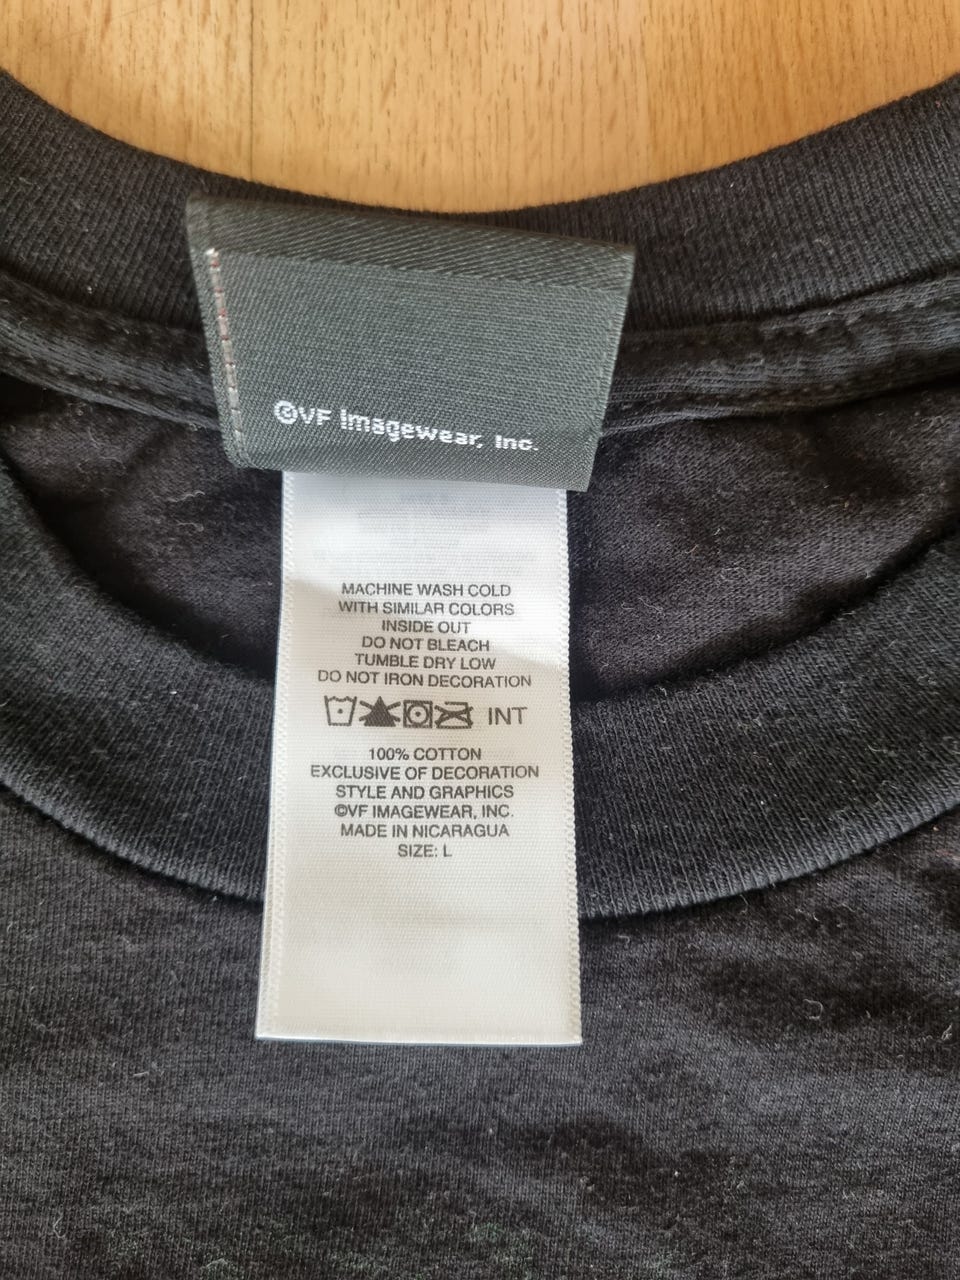 ©VF Imagewear, Inc.
MACHINE WASH COLD
WITH SIMILAR COLORS
INSIDE OUT
DO NOT BLEACH
TUMBLE DRY LOW
DO NOT IRON DECORATION
INT
100% COTTON
EXCLUSIVE OF DECORATION
STYLE AND GRAPHICS
©VF IMAGEWEAR, INC.
MADE IN NICARAGUA
SIZE: L